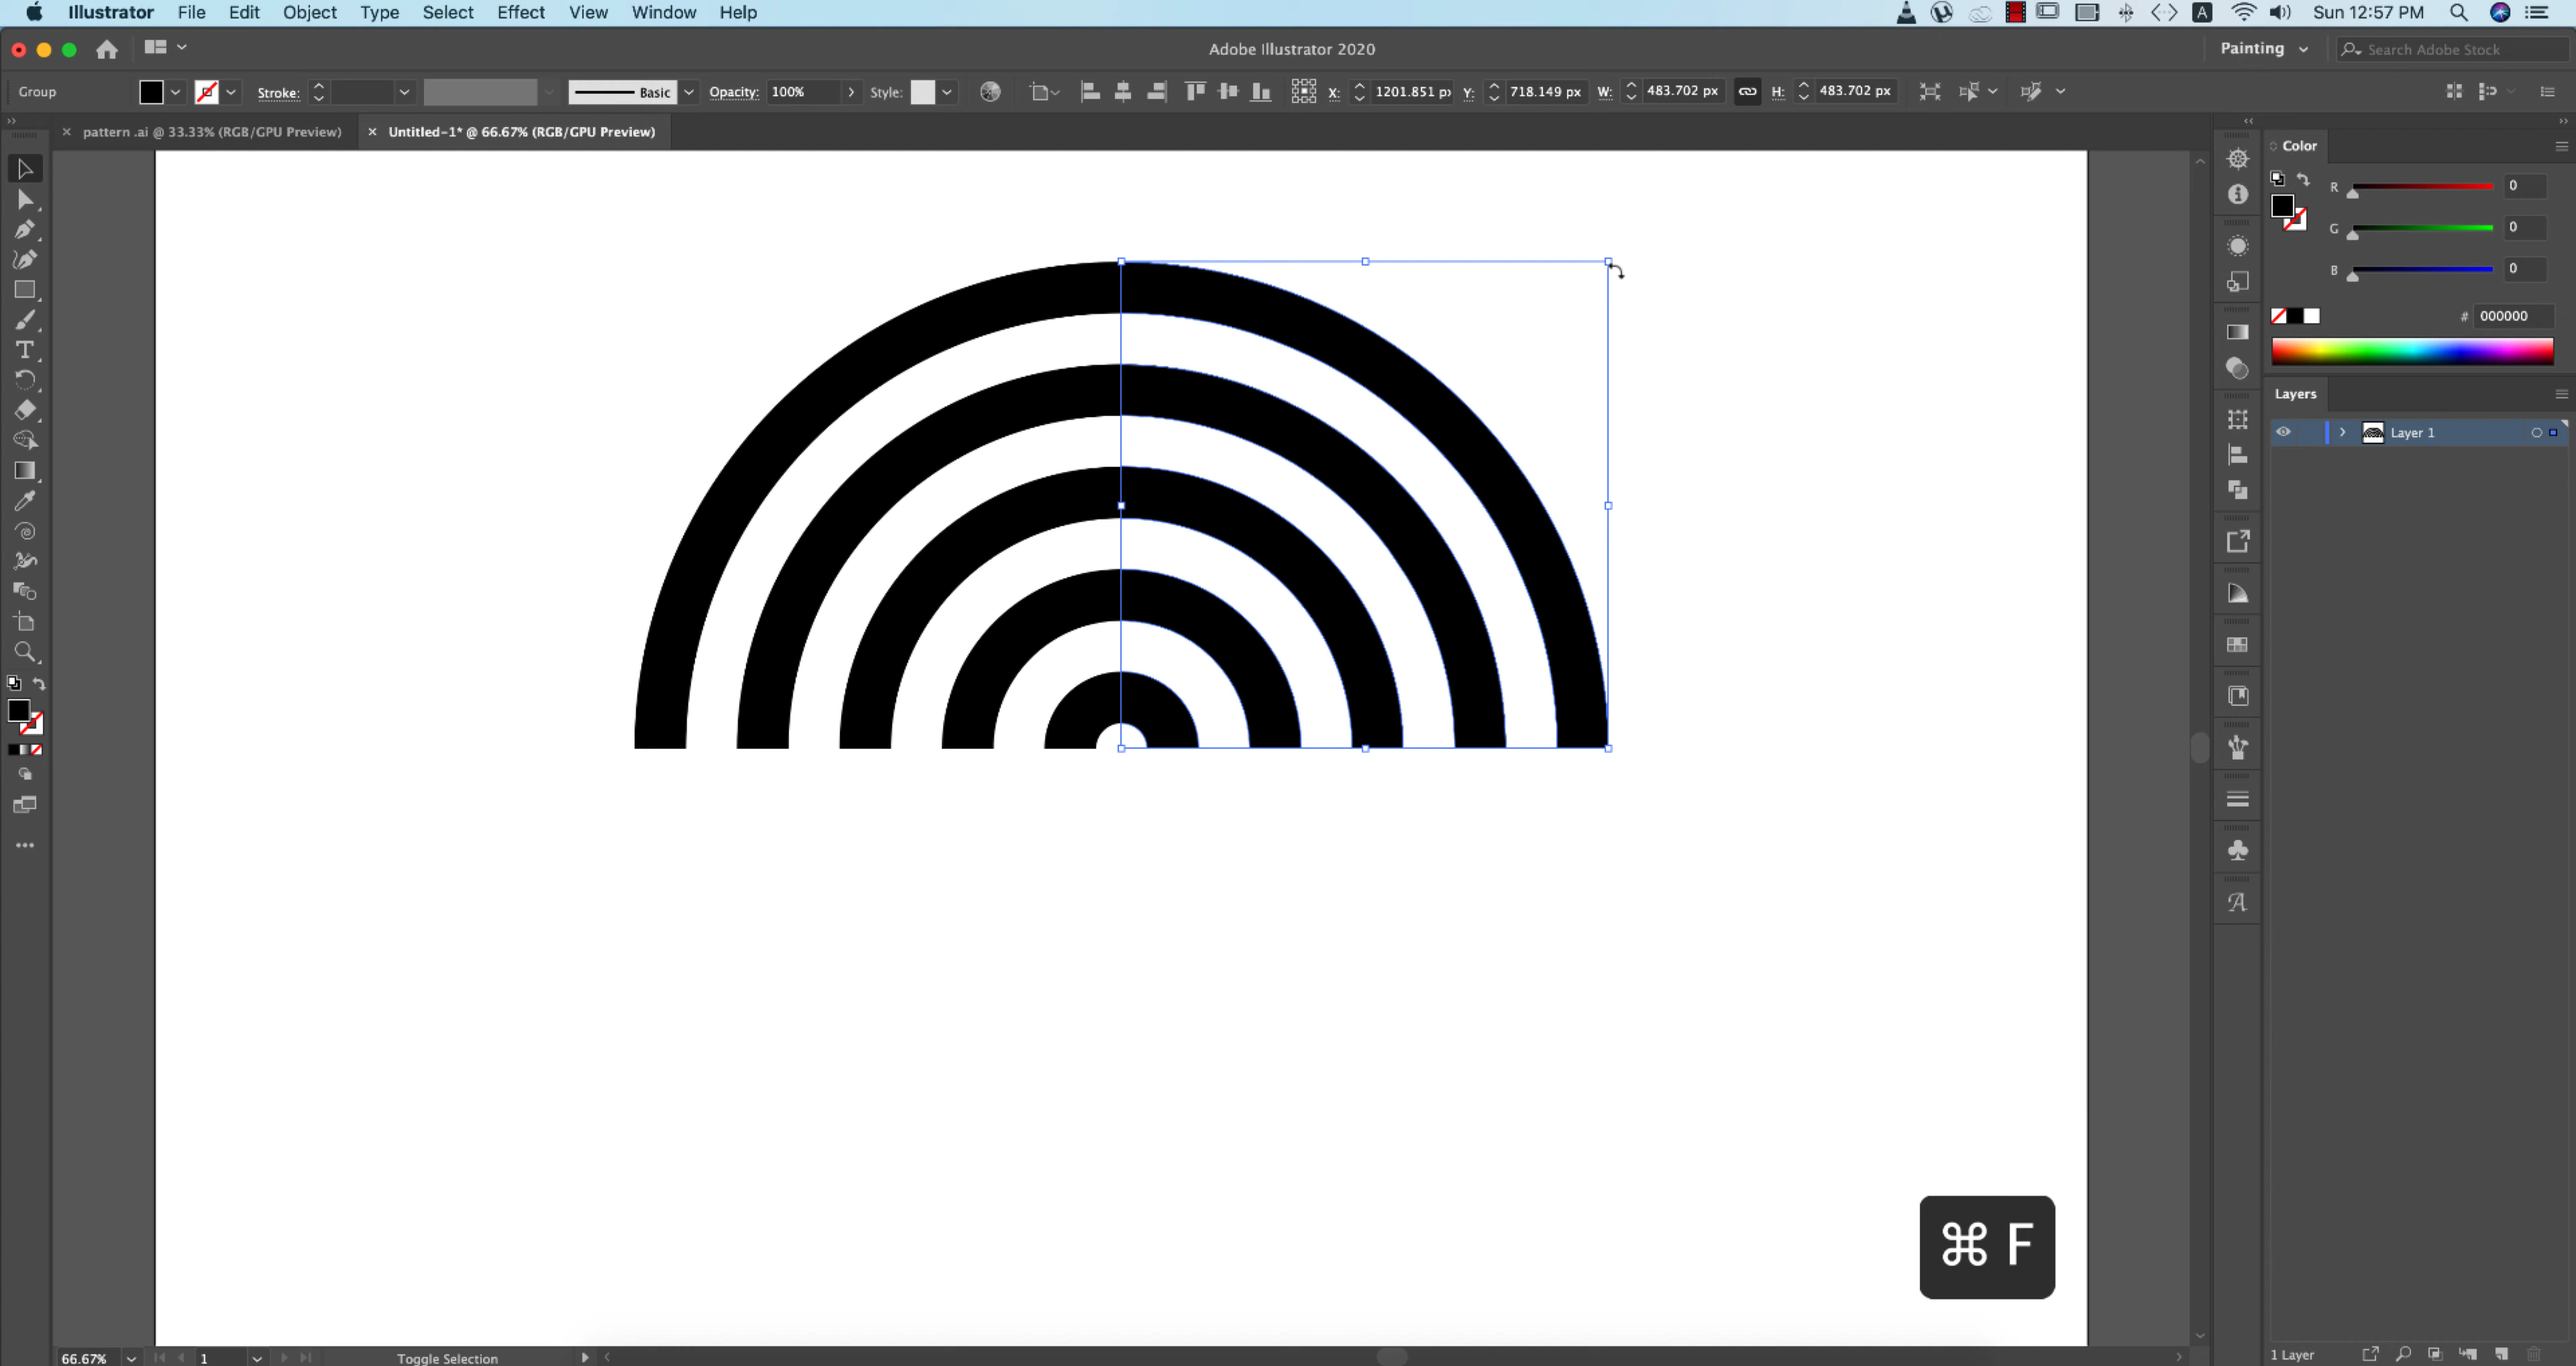 Illustrator File Edit Object Type Select Effect View Window Help A Sun 12:57 PM
Adobe Illustrator 2020 Painting Search Adobe Stock
Group Stroke: Basic Opacity: 100% Style: X: 1201.851 p Y: 718.149 px W: 483.702 px H: 483.702 px
pattern .ai @ 33.33% (RGB/GPU Preview) Untitled-1* @ 66.67% (RGB/GPU Preview)
Color
R 0
G 0
B 0
# 000000
Layers
Layer 1
⌘ F
66.67% 1 Toggle Selection 1 Layer